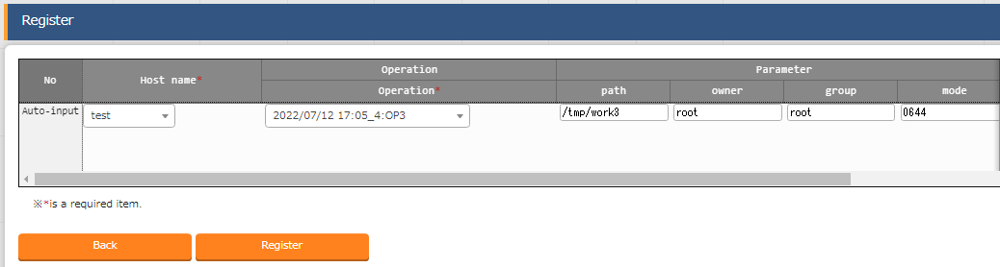 Register
No Host name* Operation Parameter
Operation* path owner group mode
Auto-input test 2022/07/12 17:05_4:OP3 /tmp/work3 root root 0644
※*is a required item.
Back Register